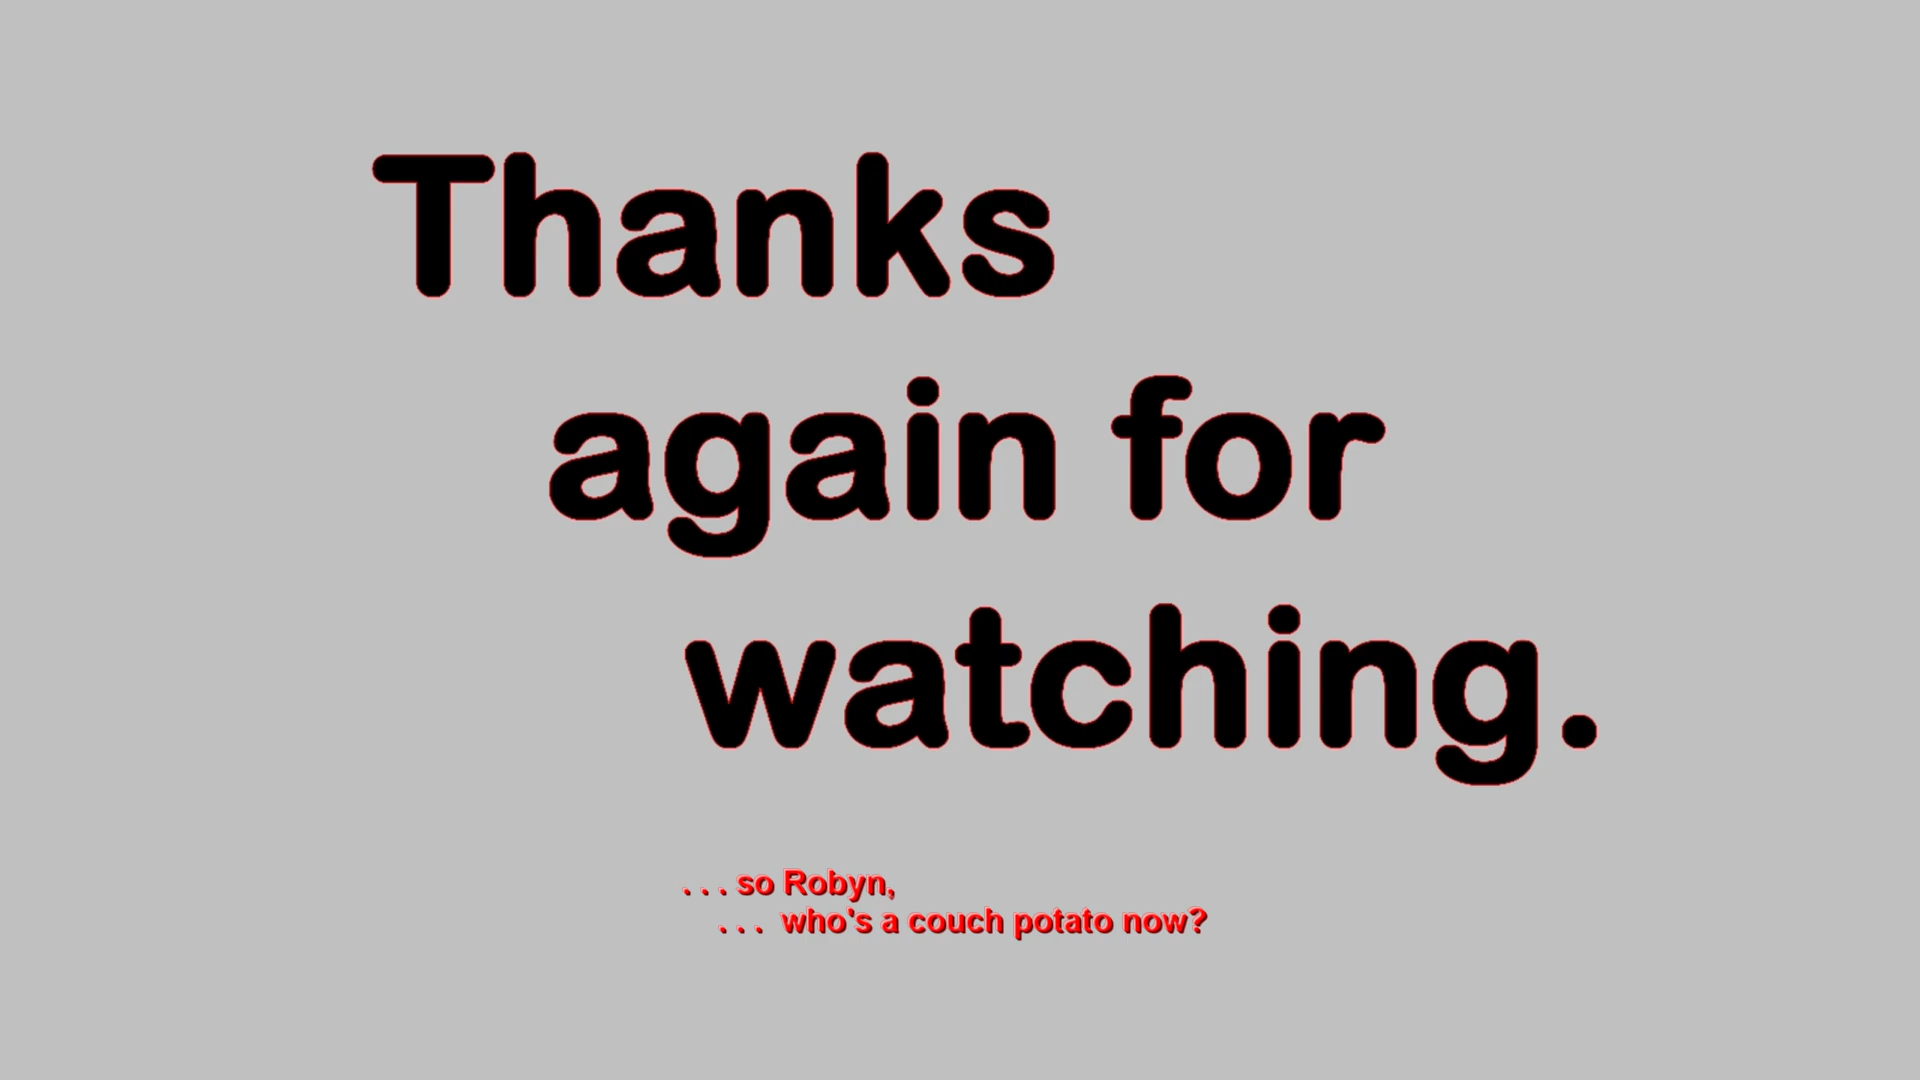 Thanks
again for
watching.
. . . so Robyn,
. . . who's a couch potato now?